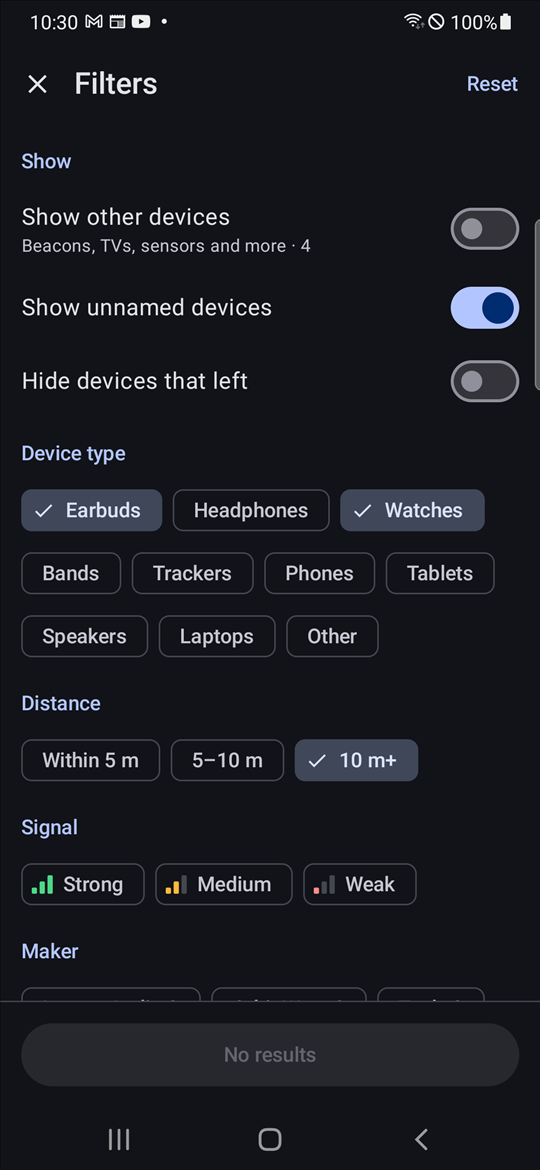 10:30 100%
Filters Reset
Show
Show other devices
Beacons, TVs, sensors and more · 4
Show unnamed devices
Hide devices that left
Device type
Earbuds Headphones Watches
Bands Trackers Phones Tablets
Speakers Laptops Other
Distance
Within 5 m 5–10 m 10 m+
Signal
Strong Medium Weak
Maker
No results